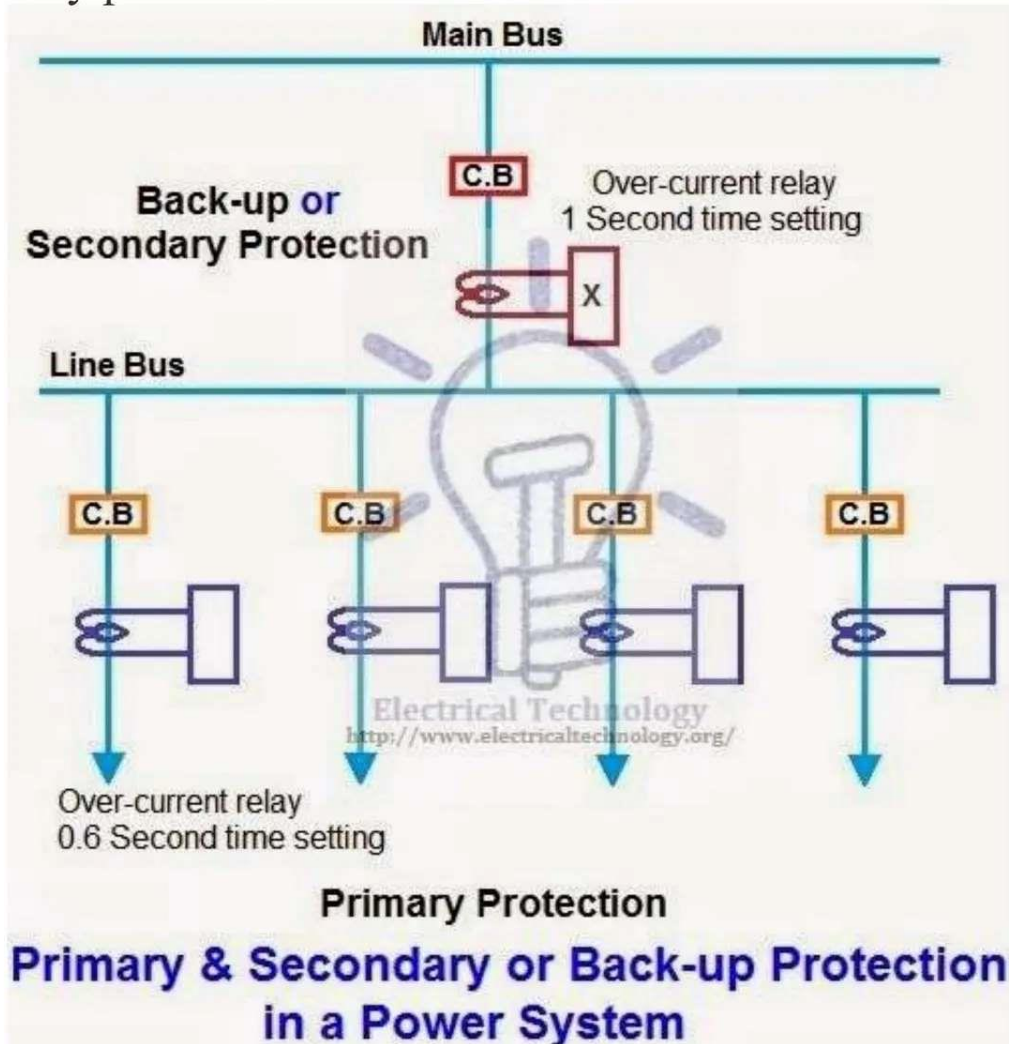 Main Bus
C.B
Over-current relay
1 Second time setting
Back-up or
Secondary Protection
X
Line Bus
C.B
C.B
C.B
C.B
Electrical Technology
http://www.electricaltechnology.org/
Over-current relay
0.6 Second time setting
Primary Protection
Primary & Secondary or Back-up Protection
in a Power System